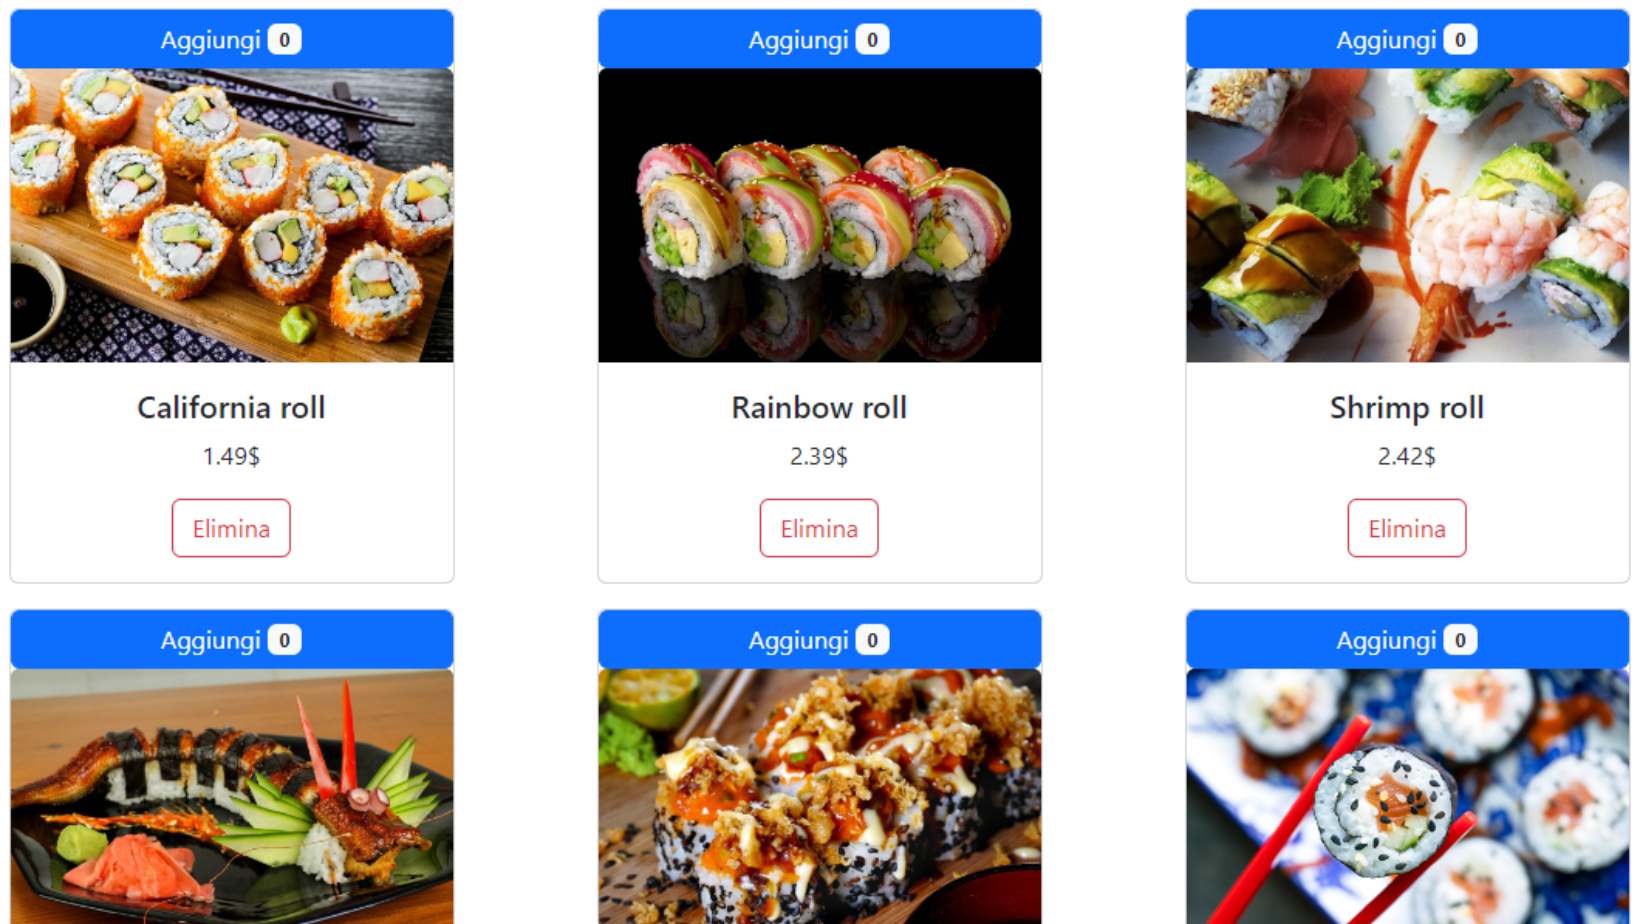 Aggiungi 0
Aggiungi 0
Aggiungi 0
California roll
Rainbow roll
Shrimp roll
1.49$
2.39$
2.42$
Elimina
Elimina
Elimina
Aggiungi 0
Aggiungi 0
Aggiungi 0